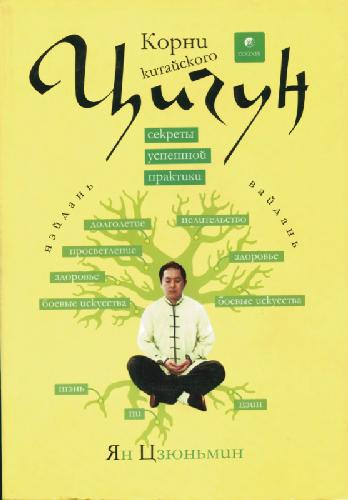 Корни
китайского
Цигун
СОФИЯ
секреты
успешной
практики
нэйдань
вайдань
долголетие
целительство
просветление
здоровье
здоровье
боевые искусства
боевые искусства
шэнь
ци
цзин
Ян Цзюньмин